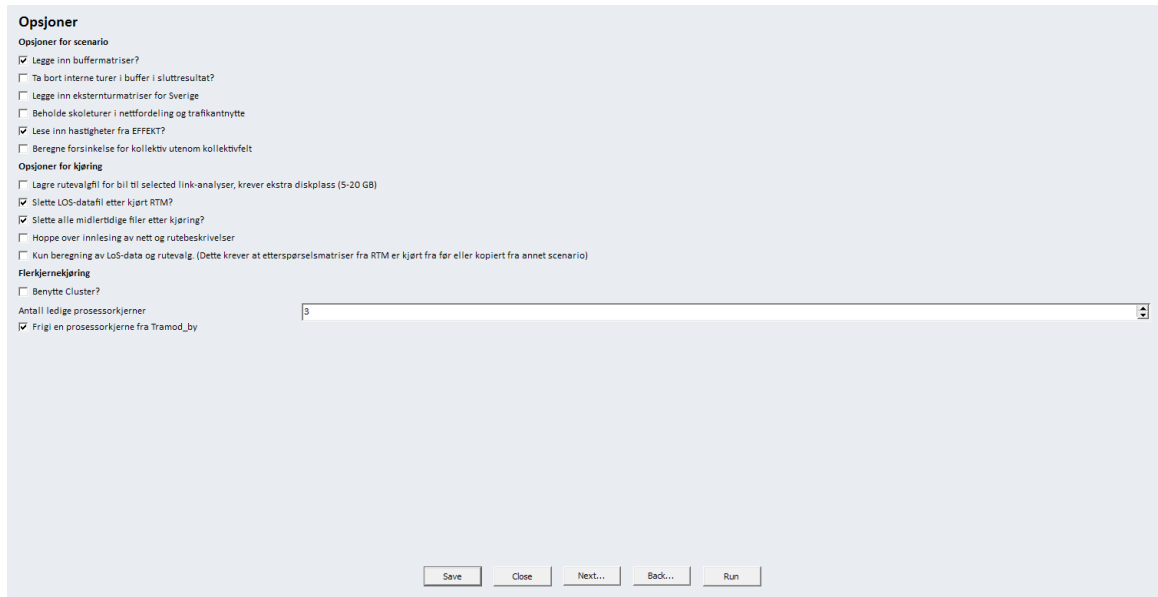 Opsjoner
Opsjoner for scenario
Legge inn buffermatriser?
Ta bort interne turer i buffer i sluttresultat?
Legge inn eksternturmatriser for Sverige
Beholde skoleturer i nettfordeling og trafikantnytte
Lese inn hastigheter fra EFFEKT?
Beregne forsinkelse for kollektiv utenom kollektivfelt
Opsjoner for kjøring
Lagre rutevalgfil for bil til selected link-analyser, krever ekstra diskplass (5-20 GB)
Slette LOS-datafil etter kjørt RTM?
Slette alle midlertidige filer etter kjøring?
Hoppe over innlesing av nett og rutebeskrivelser
Kun beregning av LoS-data og rutevalg. (Dette krever at etterspørselsmatriser fra RTM er kjørt fra før eller kopiert fra annet scenario)
Flerkjernekjøring
Benytte Cluster?
Antall ledige prosessorkjerner 3
Frigi en prosessorkjerne fra Tramod_by
Save Close Next... Back... Run